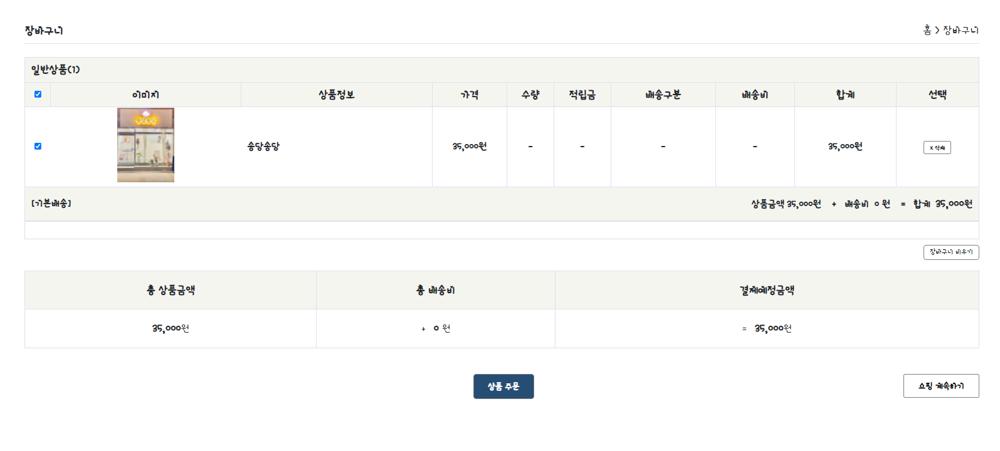 장바구니
홈 > 장바구니
일반상품(1)
이미지 상품정보 가격 수량 적립금 배송구분 배송비 합계 선택
송당송당 35,000원 - - - - 35,000원 x 삭제
[기본배송] 상품금액 35,000원 + 배송비 0 원 = 합계 35,000원
장바구니 비우기
총 상품금액 총 배송비 결제예정금액
35,000원 + 0 원 = 35,000원
상품 주문 쇼핑 계속하기